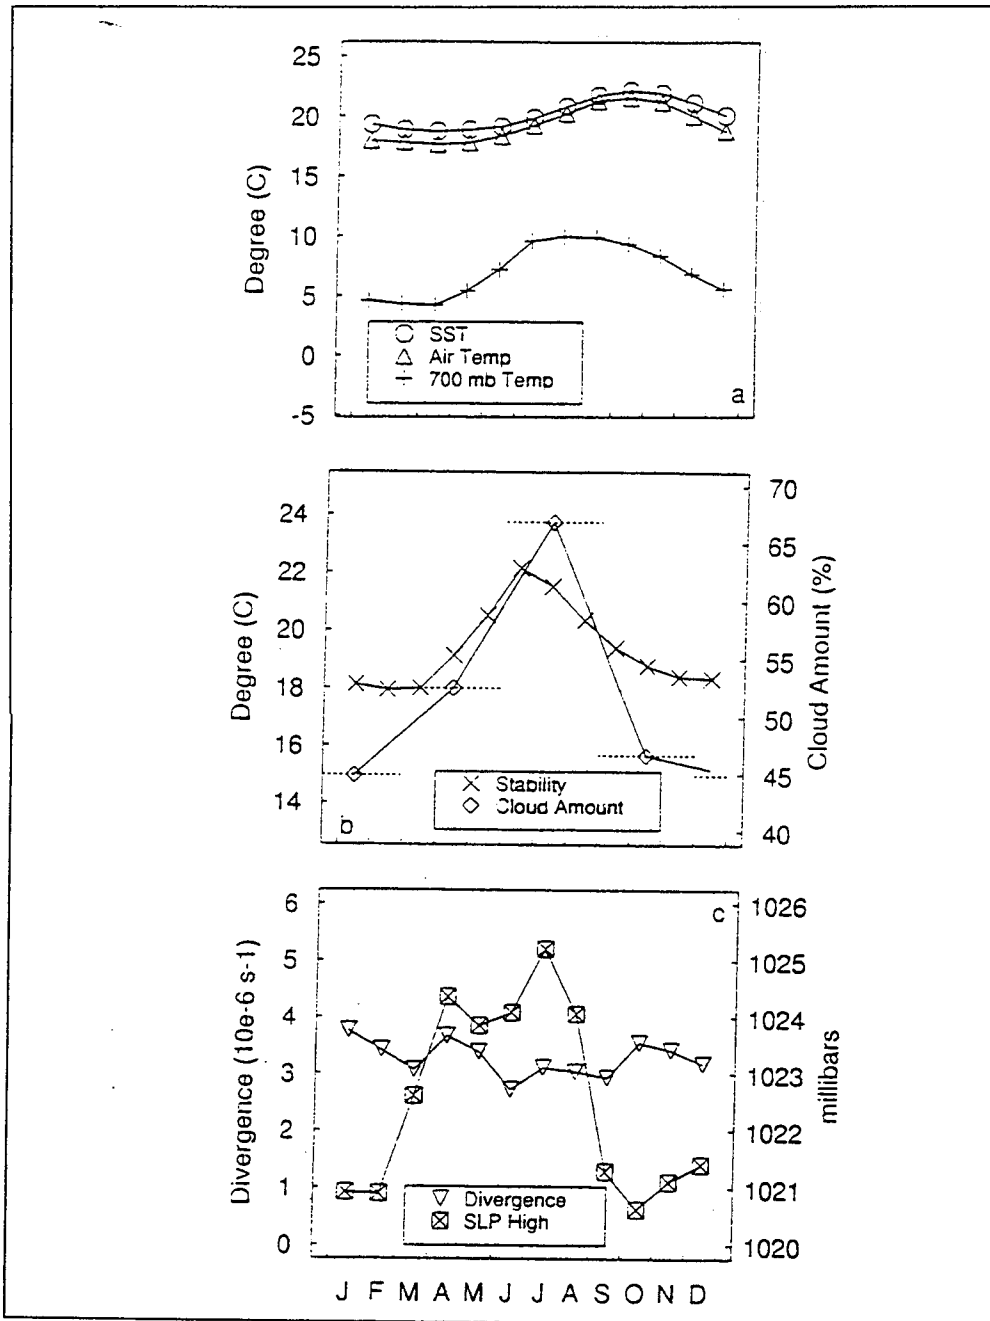 25
20
15
10
5
0
-5
Degree (C)
SST
Air Temp
700 mb Temp
a
24
22
20
18
16
14
Degree (C)
70
65
60
55
50
45
40
Cloud Amount (%)
Stability
Cloud Amount
b
6
5
4
3
2
1
0
Divergence (10e-6 s-1)
c
1026
1025
1024
1023
1022
1021
1020
millibars
Divergence
SLP High
J F M A M J J A S O N D